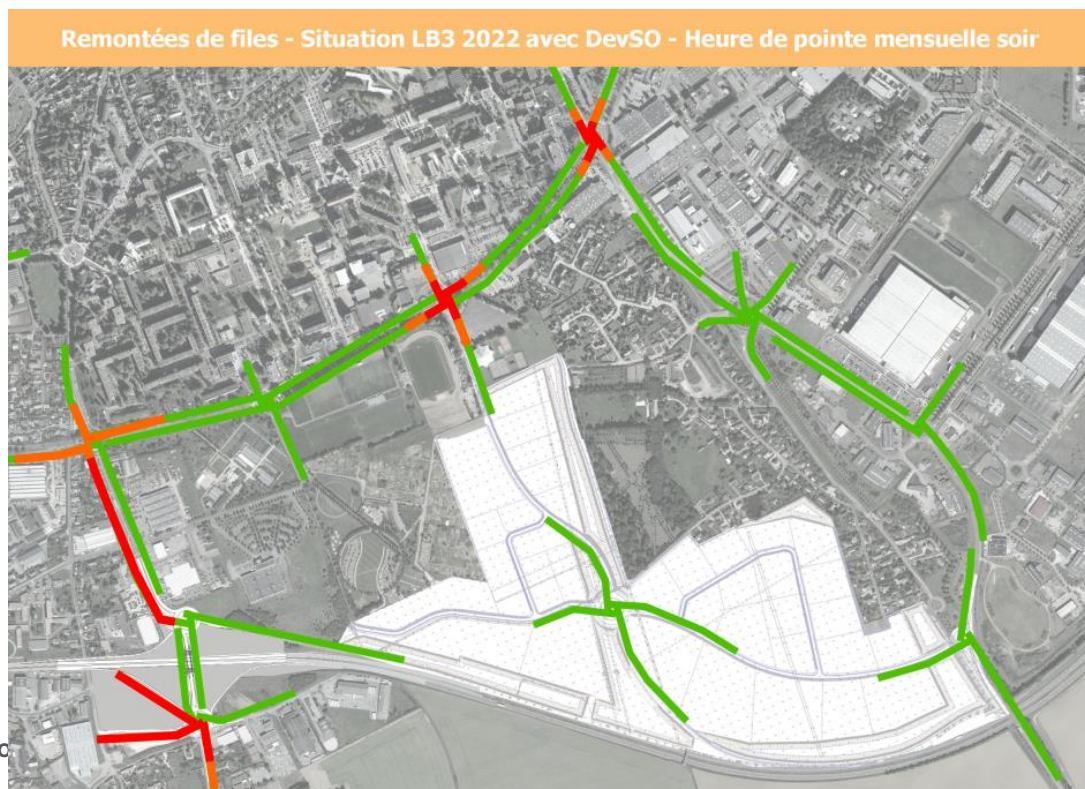 Remontées de files - Situation LB3 2022 avec DevSO - Heure de pointe mensuelle soir